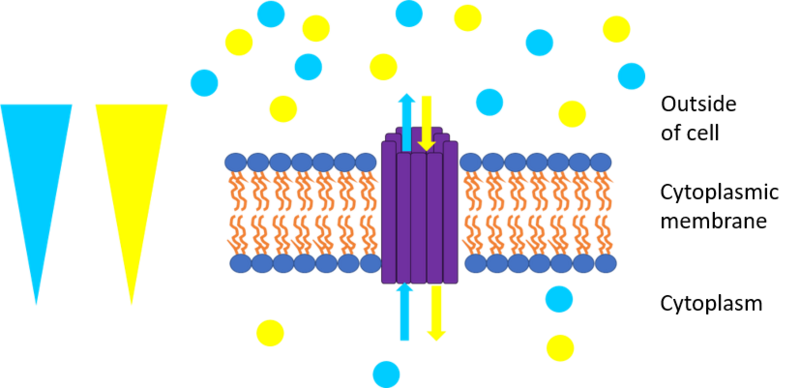 Outside
of cell
Cytoplasmic
membrane
Cytoplasm